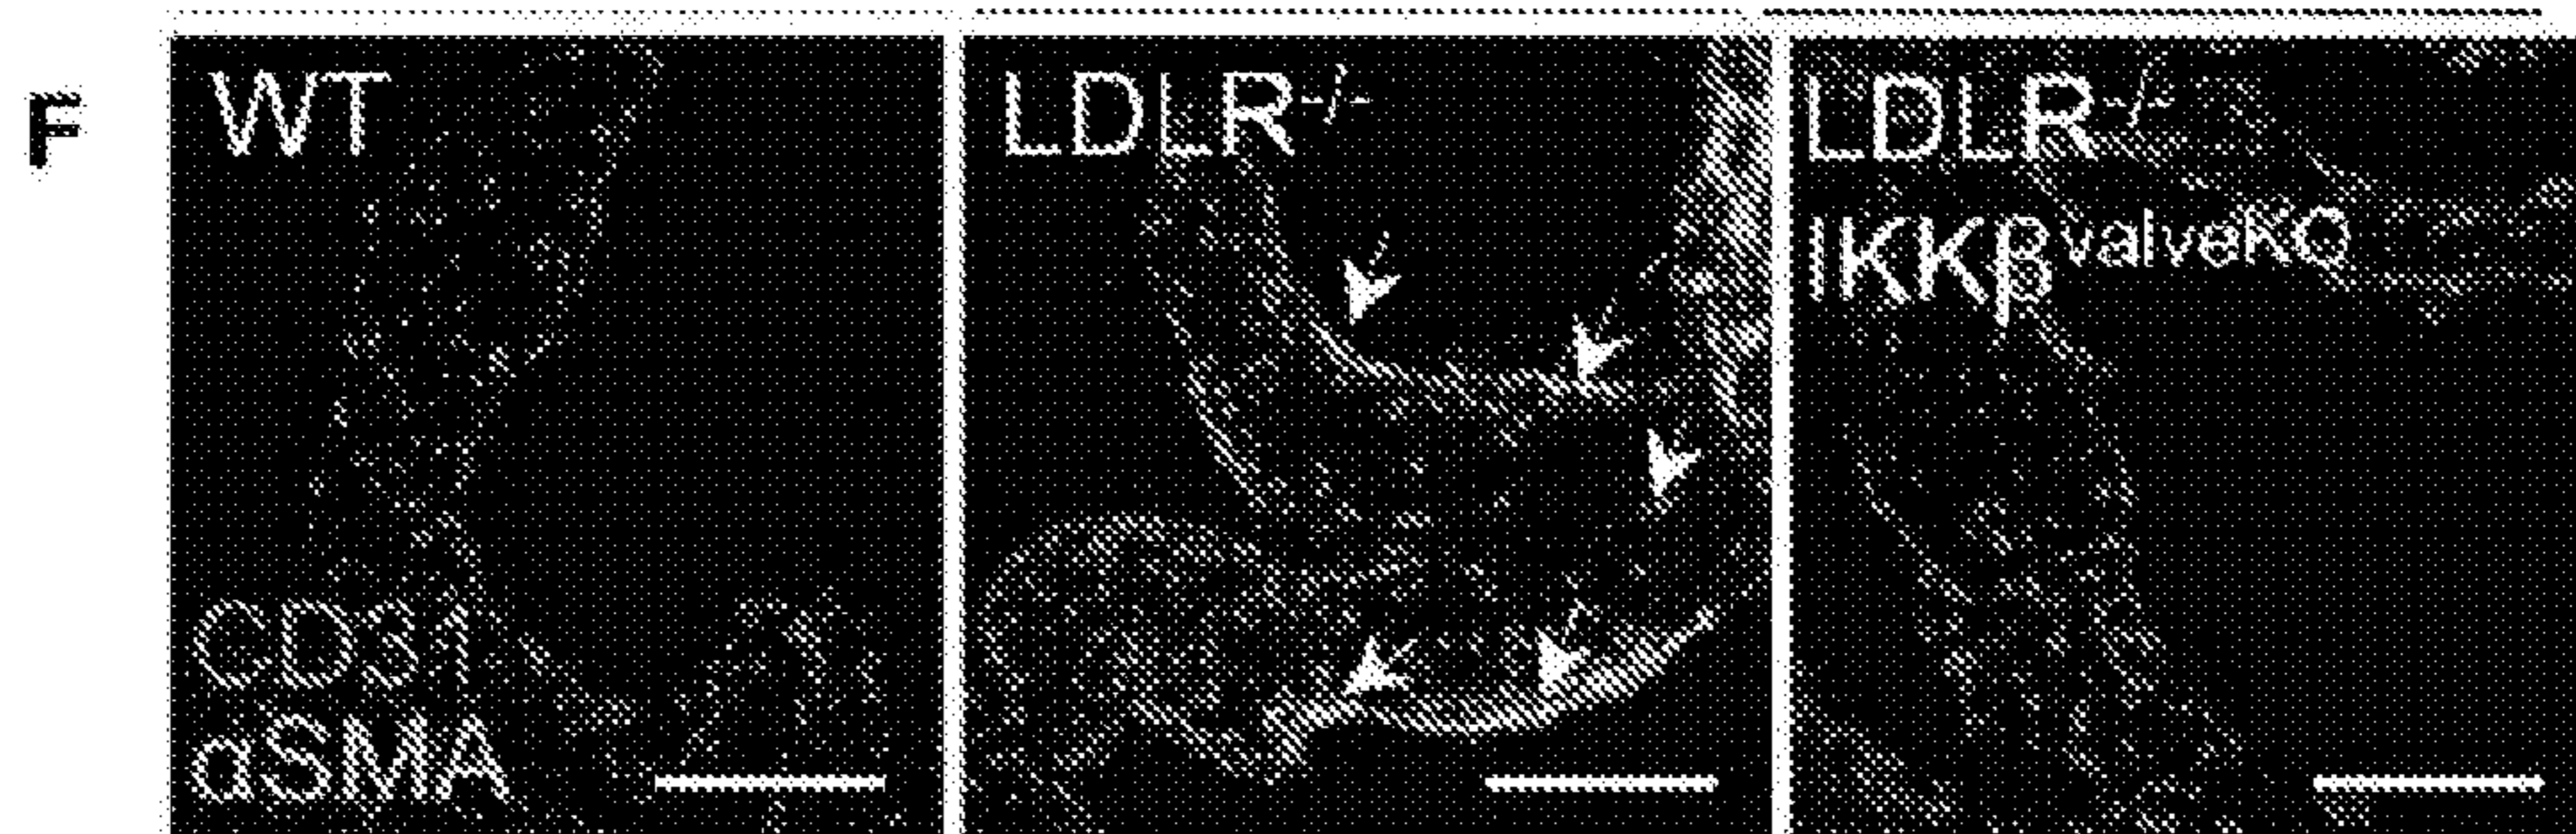 F
WT
LDLR-/-
LDLR-/-
IKKβvalveKO
CD31
αSMA